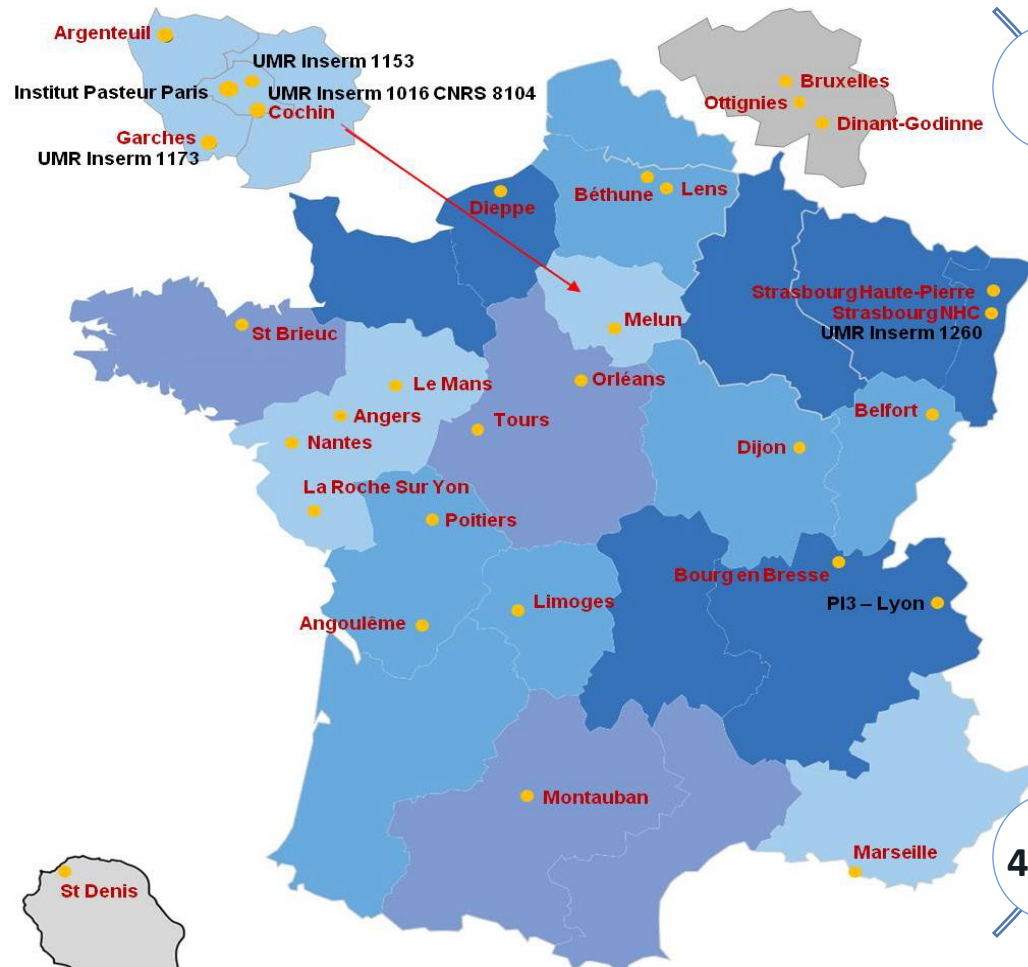 Argenteuil
UMR Inserm 1153
Institut Pasteur Paris
UMR Inserm 1016 CNRS 8104
Cochin
Garches
UMR Inserm 1173
Bruxelles
Ottignies
Dinant-Godinne
Dieppe
Béthune
Lens
Strasbourg Haute-Pierre
Strasbourg NHC
UMR Inserm 1260
St Brieuc
Melun
Le Mans
Orléans
Angers
Tours
Belfort
Nantes
Dijon
La Roche Sur Yon
Poitiers
Bourg en Bresse
Limoges
PI3 – Lyon
Angoulême
Montauban
Marseille
4
St Denis